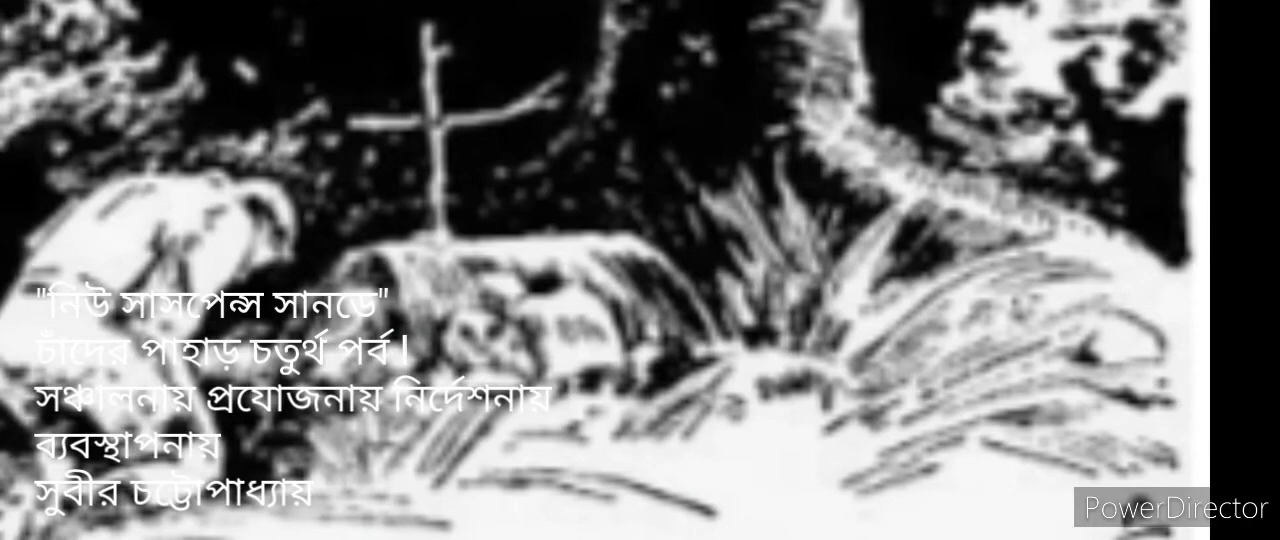 "নিউ সাসপেন্স সানডে"
চাঁদের পাহাড় চতুর্থ পর্ব।
সঞ্চালনায় প্রযোজনায় নির্দেশনায়
ব্যবস্থাপনায়
সুবীর চট্টোপাধ্যায়
PowerDirector